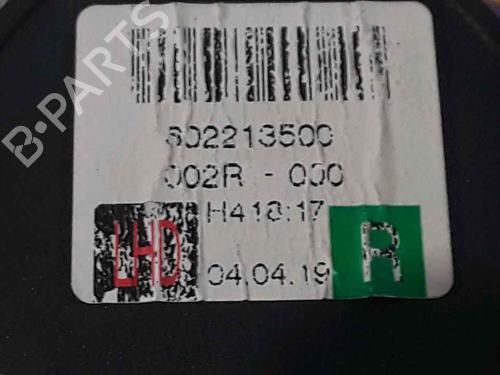 602213500
002R - 000
H418:17
LHD
04.04.19
R
B-PARTS